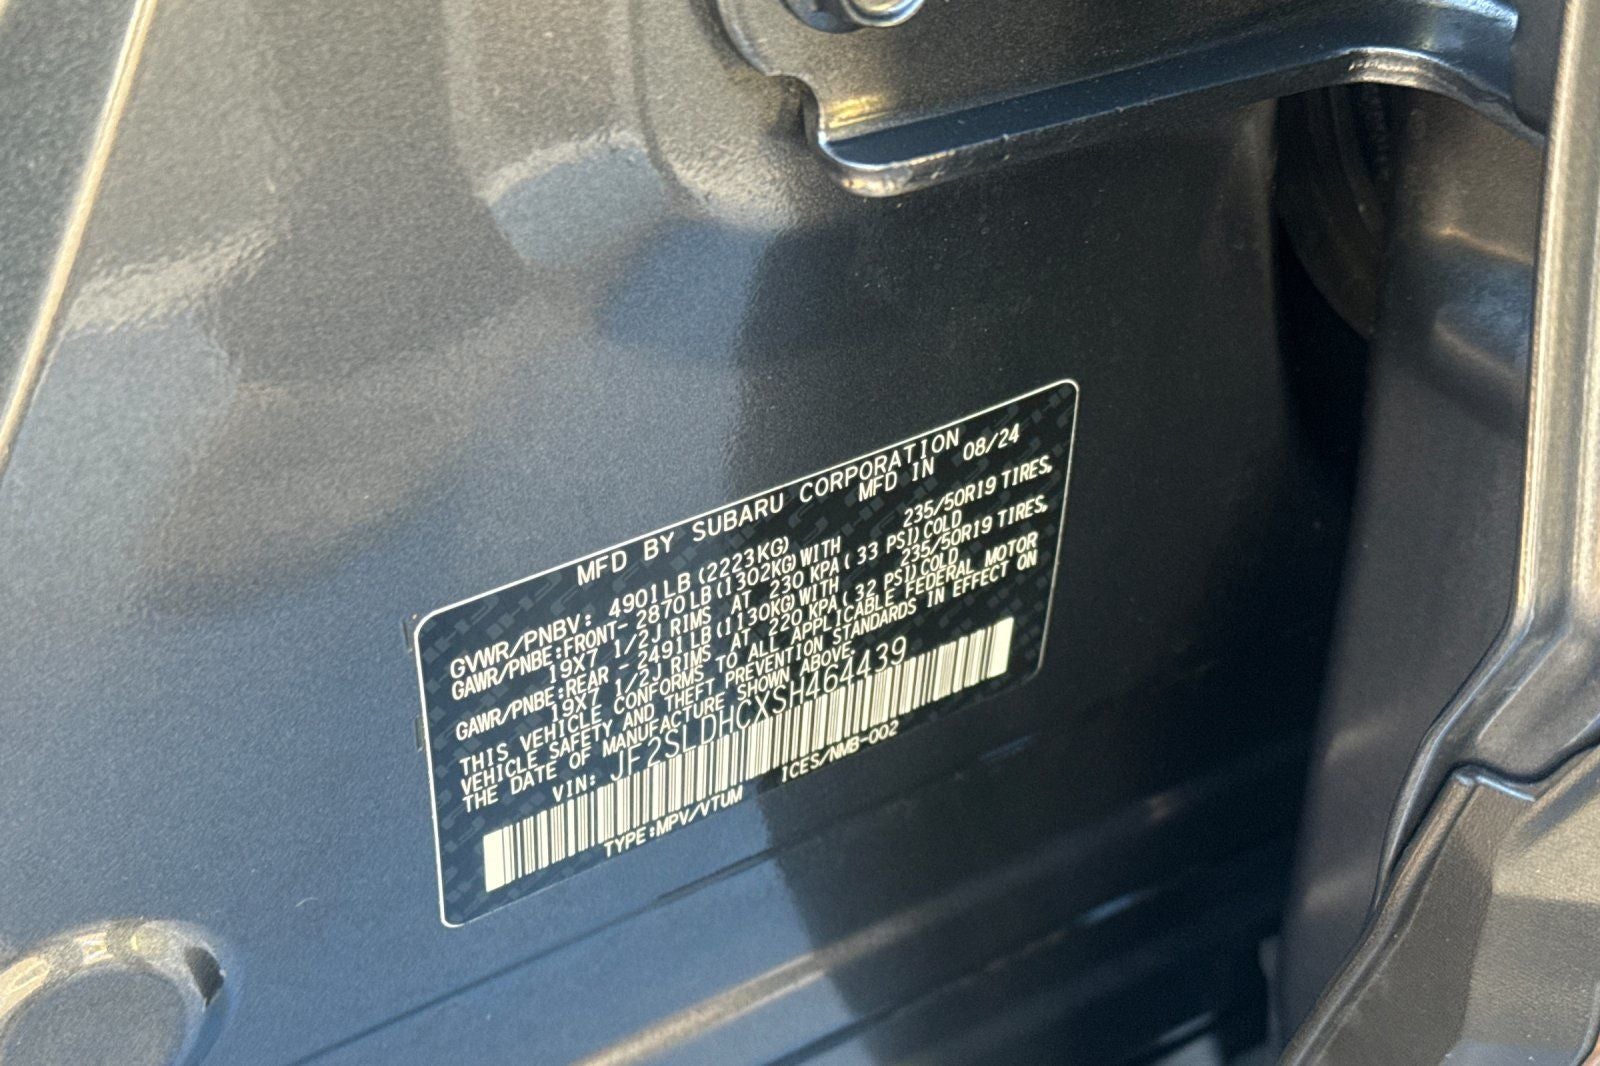 MFD BY SUBARU CORPORATION
MFD IN 08/24
GVWR/PNBV: 4901LB(2223KG)
GAWR/PNBE:FRONT-2870LB(1302KG)WITH 235/50R19 TIRES,
19X7 1/2J RIMS AT 230 KPA(33 PSI)COLD
GAWR/PNBE:REAR -2491LB(1130KG)WITH 235/50R19 TIRES,
19X7 1/2J RIMS AT 220 KPA(32 PSI)COLD
THIS VEHICLE CONFORMS TO ALL APPLICABLE FEDERAL MOTOR
VEHICLE SAFETY AND THEFT PREVENTION STANDARDS IN EFFECT ON
THE DATE OF MANUFACTURE SHOWN ABOVE.
VIN: JF2SLDHCXSH464439
TYPE:MPV/VTUM ICES/NMB-002